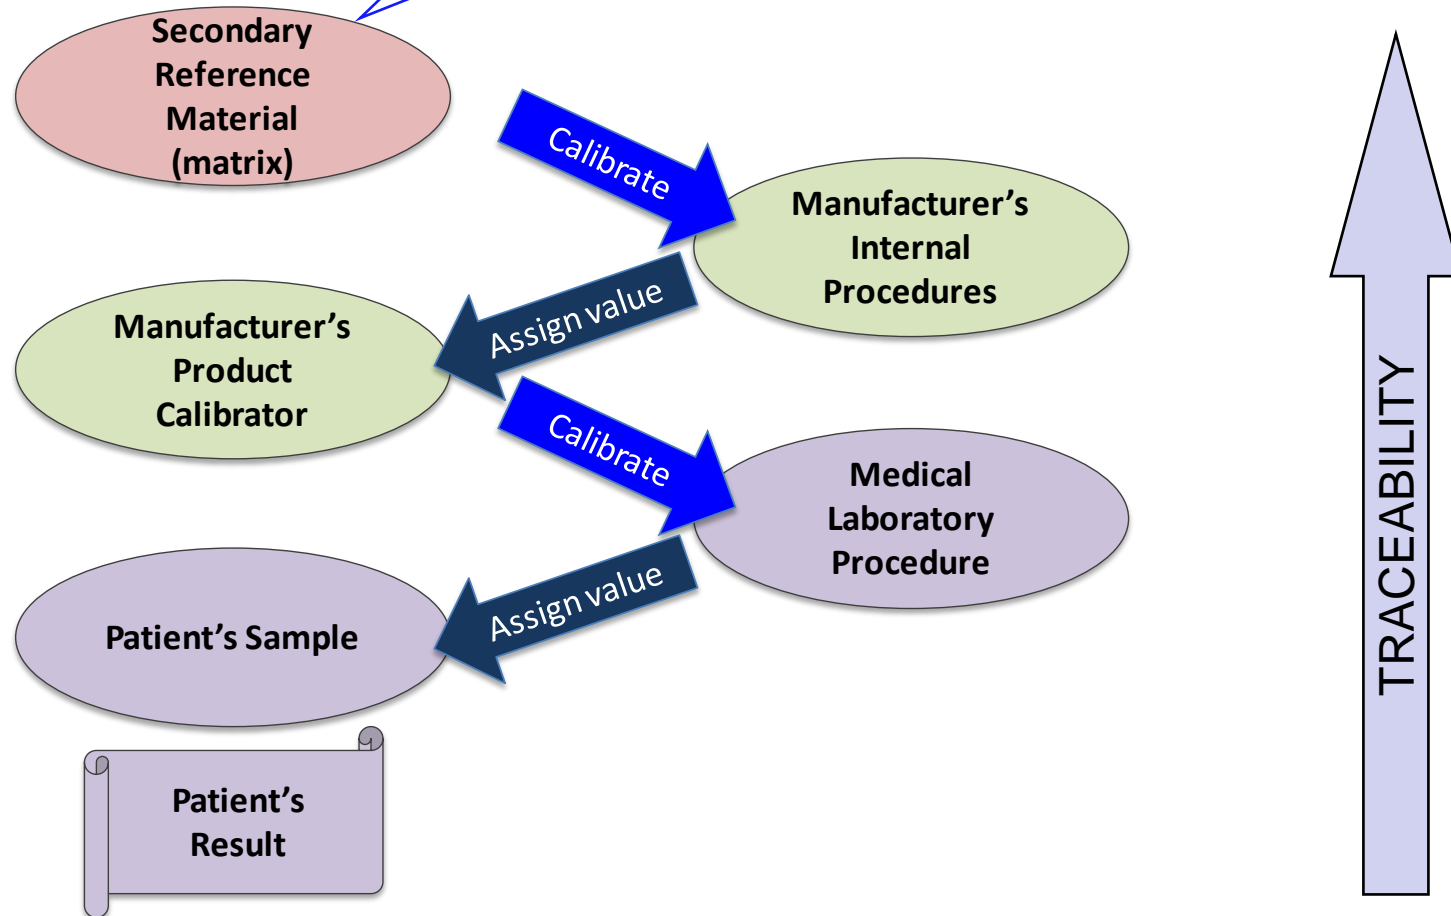 Secondary
Reference
Material
(matrix)
Calibrate
Manufacturer’s
Internal
Procedures
Assign value
Manufacturer’s
Product
Calibrator
Calibrate
Medical
Laboratory
Procedure
Assign value
Patient’s Sample
Patient’s
Result
TRACEABILITY